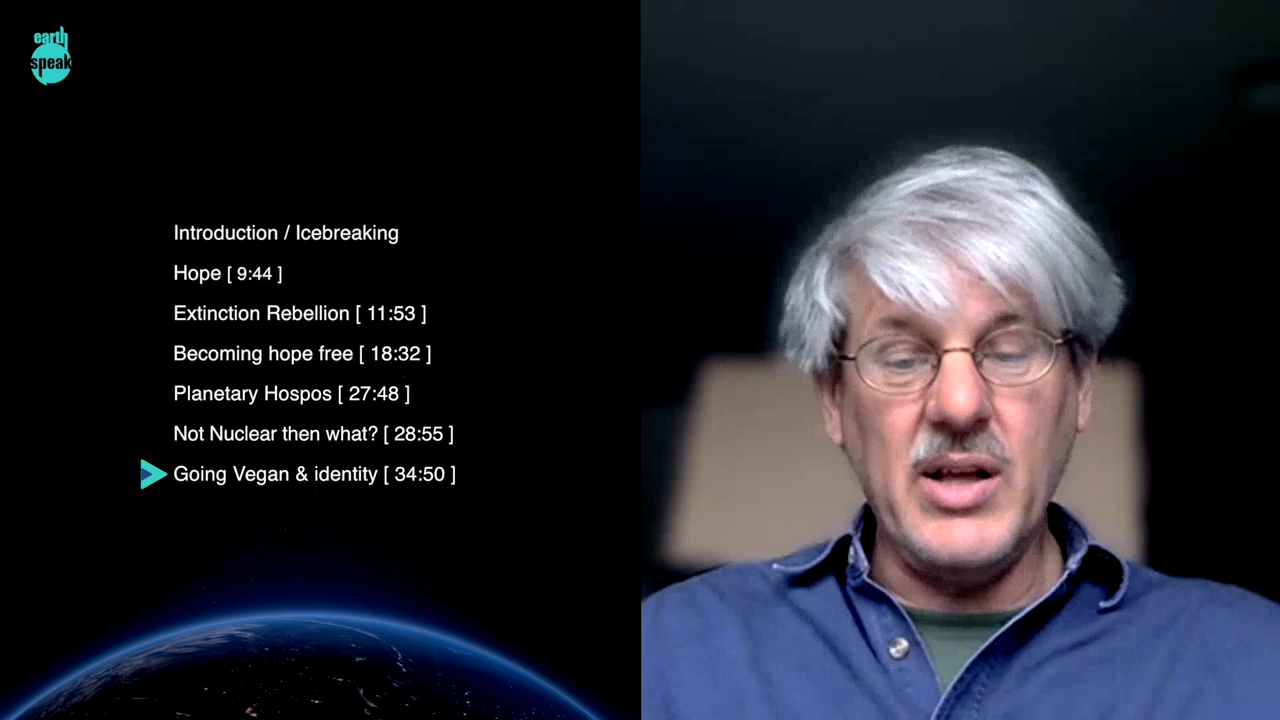 earth
speak
Introduction / Icebreaking
Hope [ 9:44 ]
Extinction Rebellion [ 11:53 ]
Becoming hope free [ 18:32 ]
Planetary Hospos [ 27:48 ]
Not Nuclear then what? [ 28:55 ]
Going Vegan & identity [ 34:50 ]